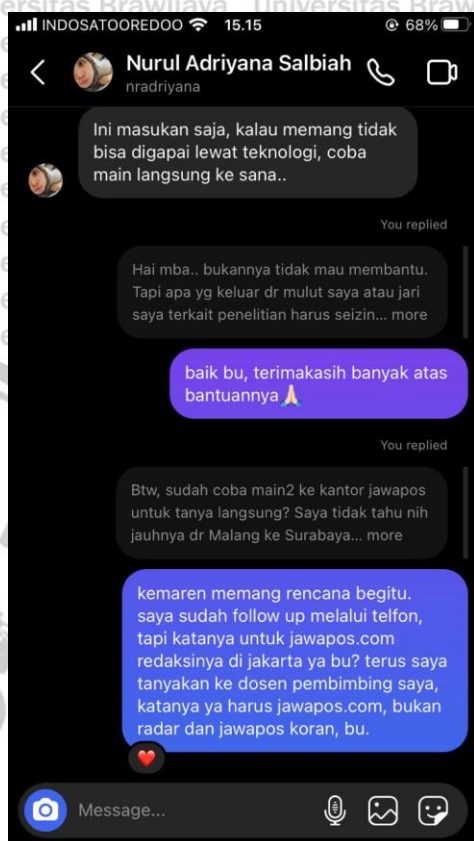 Universitas Brawijaya Universitas Braw
INDOSATOOREDOO 15.15 68%
Nurul Adriyana Salbiah
nradriyana
Ini masukan saja, kalau memang tidak
bisa digapai lewat teknologi, coba
main langsung ke sana..
You replied
Hai mba.. bukannya tidak mau membantu.
Tapi apa yg keluar dr mulut saya atau jari
saya terkait penelitian harus seizin... more
baik bu, terimakasih banyak atas
bantuannya🙏🏻
You replied
Btw, sudah coba main2 ke kantor jawapos
untuk tanya langsung? Saya tidak tahu nih
jauhnya dr Malang ke Surabaya... more
kemaren memang rencana begitu.
saya sudah follow up melalui telfon,
tapi katanya untuk jawapos.com
redaksinya di jakarta ya bu? terus saya
tanyakan ke dosen pembimbing saya,
katanya ya harus jawapos.com, bukan
radar dan jawapos koran, bu.
❤️
Message...